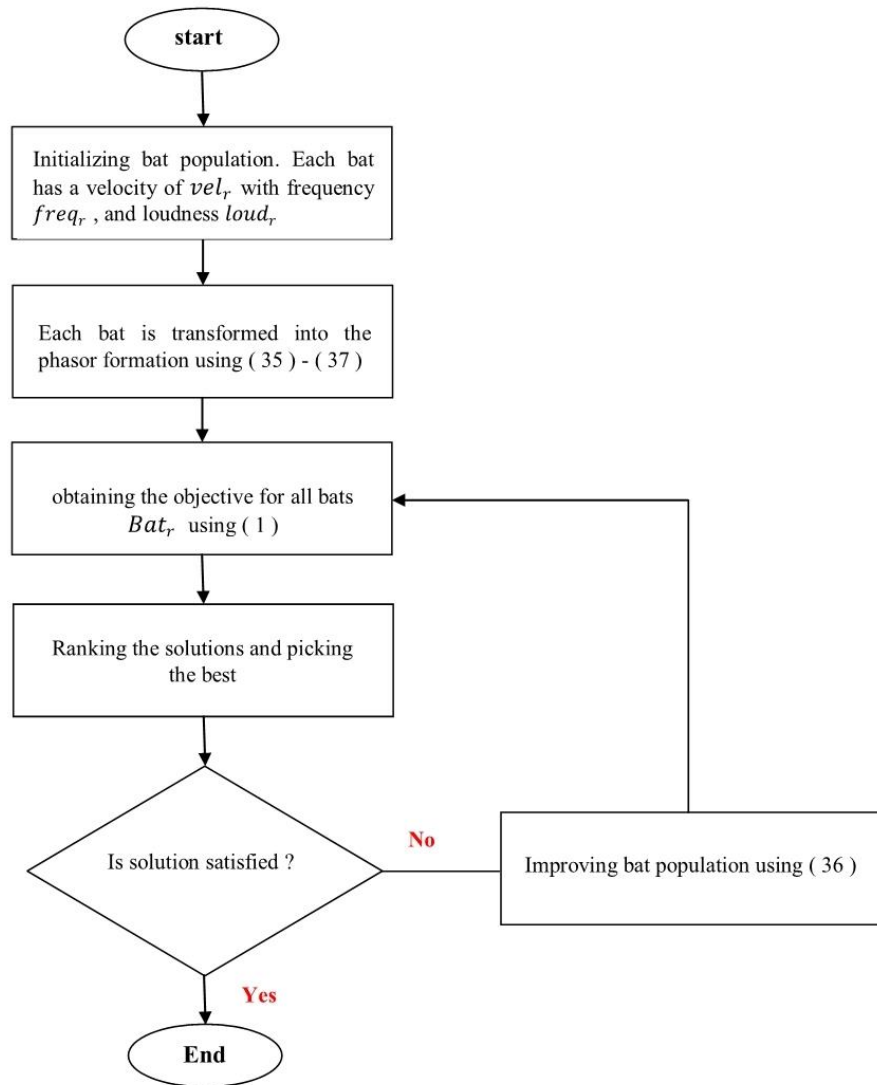 start
Initializing bat population. Each bat
has a velocity of vel_r with frequency
freq_r , and loudness loud_r
Each bat is transformed into the
phasor formation using ( 35 ) - ( 37 )
obtaining the objective for all bats
Bat_r using ( 1 )
Ranking the solutions and picking
the best
Is solution satisfied ?
No
Improving bat population using ( 36 )
Yes
End